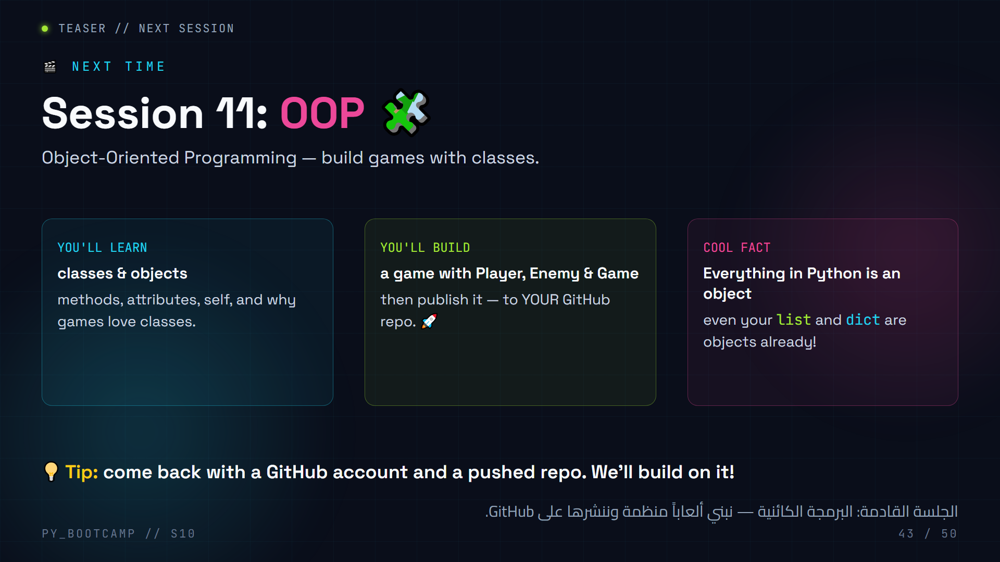 TEASER // NEXT SESSION
🎬 NEXT TIME
Session 11: OOP 🧩
Object-Oriented Programming — build games with classes.
YOU'LL LEARN
classes & objects
methods, attributes, self, and why
games love classes.
YOU'LL BUILD
a game with Player, Enemy & Game
then publish it — to YOUR GitHub
repo. 🚀
COOL FACT
Everything in Python is an
object
even your list and dict are
objects already!
💡 Tip: come back with a GitHub account and a pushed repo. We’ll build on it!
الجلسة القادمة: البرمجة الكائنية — نبني ألعاباً منظمة وننشرها على GitHub.
PY_BOOTCAMP // S10
43 / 50